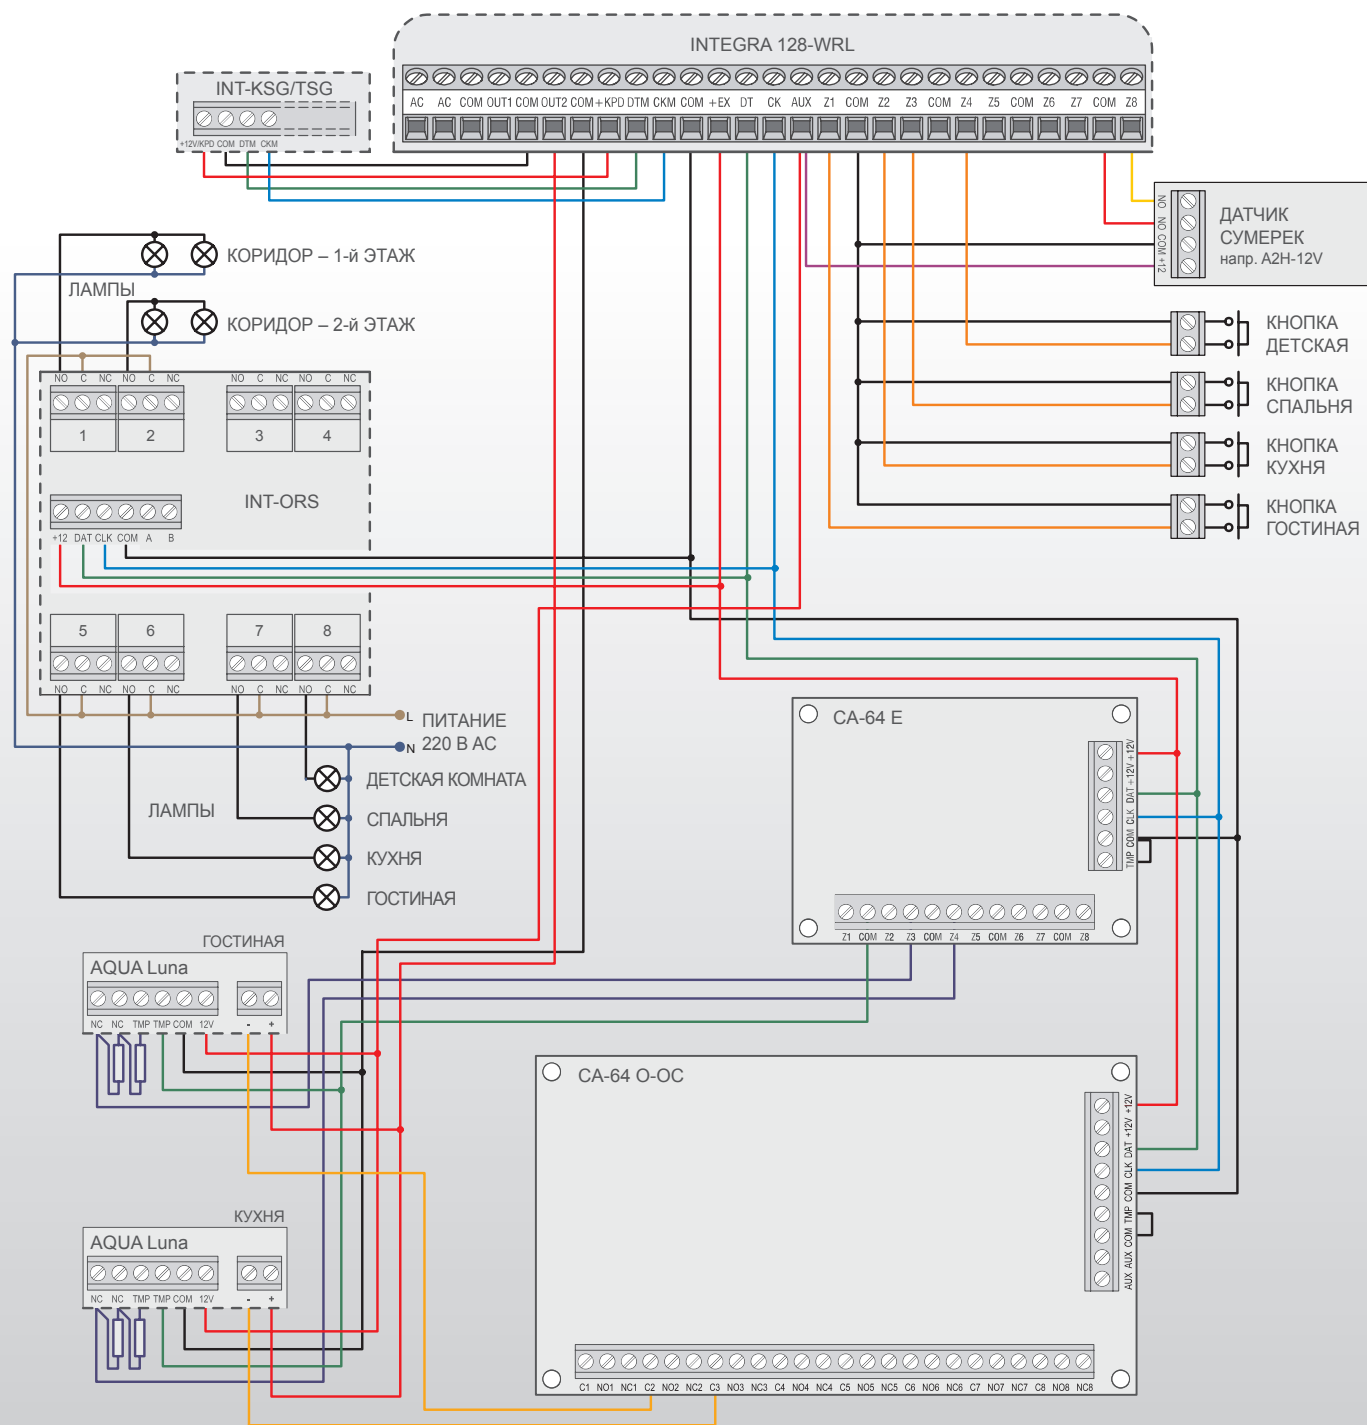 INTEGRA 128-WRL
AC AC COM OUT1 COM OUT2 COM +KPD DTM CKM COM +EX DT CK AUX Z1 COM Z2 Z3 COM Z4 Z5 COM Z6 Z7 COM Z8
INT-KSG/TSG
+12V/KPD COM DTM CKM
NO NO COM +12
ДАТЧИК
СУМЕРЕК
напр. A2H-12V
КОРИДОР – 1-й ЭТАЖ
ЛАМПЫ
КОРИДОР – 2-й ЭТАЖ
КНОПКА
ДЕТСКАЯ
КНОПКА
СПАЛЬНЯ
КНОПКА
КУХНЯ
КНОПКА
ГОСТИНАЯ
NO C NC NO C NC NO C NC NO C NC
1 2 3 4
INT-ORS
+12 DAT CLK COM A B
5 6 7 8
NO C NC NO C NC NO C NC NO C NC
L ПИТАНИЕ
N 220 В AC
ДЕТСКАЯ КОМНАТА
ЛАМПЫ
СПАЛЬНЯ
КУХНЯ
ГОСТИНАЯ
CA-64 E
+12V +12V DAT CLK COM TMP
Z1 COM Z2 Z3 COM Z4 Z5 COM Z6 Z7 COM Z8
ГОСТИНАЯ
AQUA Luna
NC NC TMP TMP COM 12V - +
CA-64 O-OC
+12V +12V DAT CLK COM TMP COM AUX AUX
C1 NO1 NC1 C2 NO2 NC2 C3 NO3 NC3 C4 NO4 NC4 C5 NO5 NC5 C6 NO6 NC6 C7 NO7 NC7 C8 NO8 NC8
КУХНЯ
AQUA Luna
NC NC TMP TMP COM 12V - +